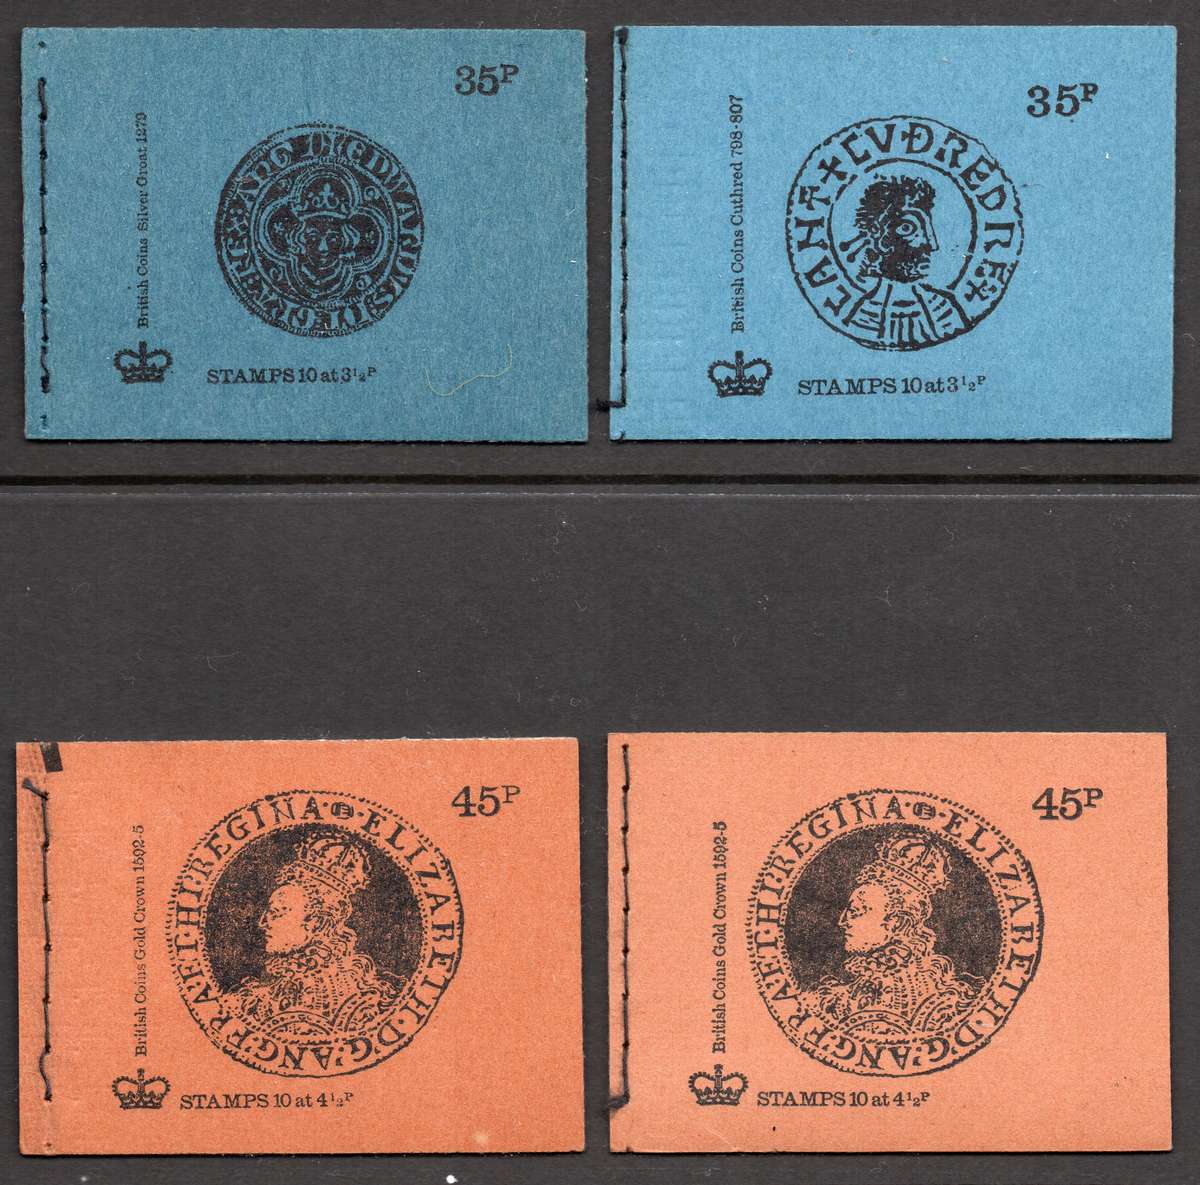 35P
British Coins Silver Groat 1279
STAMPS 10 at 3½P
35P
British Coins Cuthred 798-807
+CUÐREDREX CANT
STAMPS 10 at 3½P
45P
British Coins Gold Crown 1592-5
ELIZABETH·D·G·ANG·FRA·ET·HI·REGINA
STAMPS 10 at 4½P
45P
British Coins Gold Crown 1592-5
ELIZABETH·D·G·ANG·FRA·ET·HI·REGINA
STAMPS 10 at 4½P